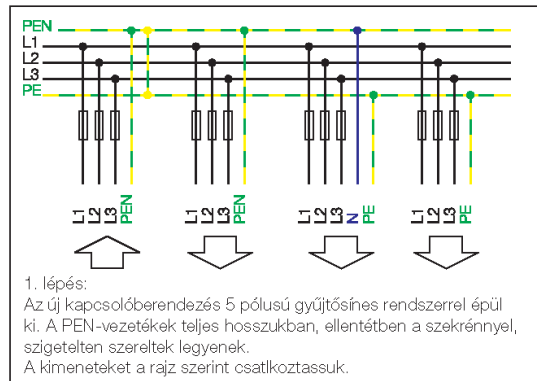 PEN
L1
L2
L3
PE
L1 L2 L3 PEN L1 L2 L3 PEN L1 L2 L3 N PE L1 L2 L3 PE
1. lépés:
Az új kapcsolóberendezés 5 pólusú gyűjtősínes rendszerrel épül
ki. A PEN-vezetékek teljes hosszukban, ellentétben a szekrénnyel,
szigetelten szereltek legyenek.
A kimeneteket a rajz szerint csatlkoztassuk.